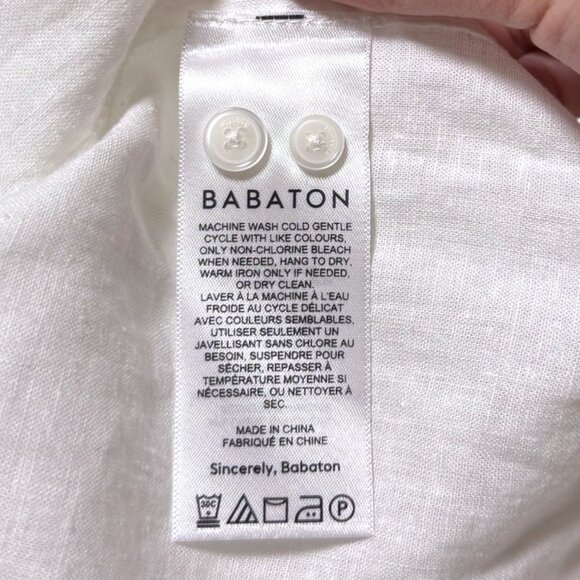 BABATON
MACHINE WASH COLD GENTLE
CYCLE WITH LIKE COLOURS,
ONLY NON-CHLORINE BLEACH
WHEN NEEDED, HANG TO DRY,
WARM IRON ONLY IF NEEDED,
OR DRY CLEAN.
LAVER À LA MACHINE À L'EAU
FROIDE AU CYCLE DÉLICAT
AVEC COULEURS SEMBLABLES,
UTILISER SEULEMENT UN
JAVELLISANT SANS CHLORE AU
BESOIN, SUSPENDRE POUR
SÉCHER, REPASSER À
TEMPÉRATURE MOYENNE SI
NÉCESSAIRE, OU NETTOYER À
SEC.
MADE IN CHINA
FABRIQUÉ EN CHINE
Sincerely, Babaton
30C P